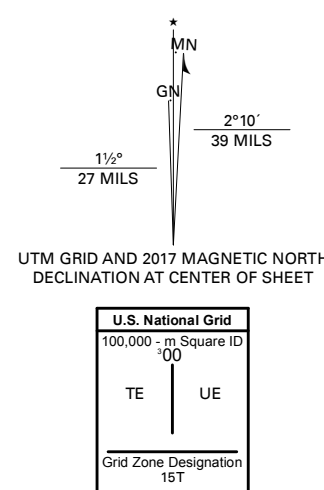 ★
MN
GN
2°10´
39 MILS
1½°
27 MILS
UTM GRID AND 2017 MAGNETIC NORTH
DECLINATION AT CENTER OF SHEET
U.S. National Grid
100,000 - m Square ID
³00
TE UE
Grid Zone Designation
15T